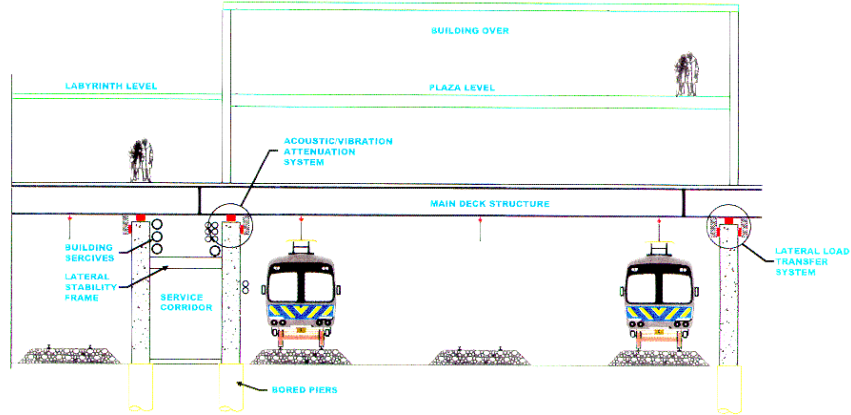 BUILDING OVER
LABYRINTH LEVEL
PLAZA LEVEL
ACOUSTIC/VIBRATION
ATTENUATION
SYSTEM
MAIN DECK STRUCTURE
BUILDING
SERCIVES
LATERAL
STABILITY
FRAME
SERVICE
CORRIDOR
LATERAL LOAD
TRANSFER
SYSTEM
BORED PIERS